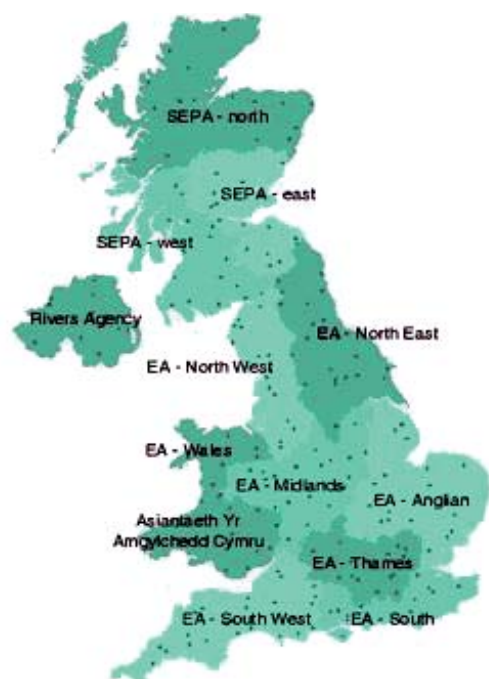 SEPA - north
SEPA - east
SEPA - west
Rivers Agency
EA - North East
EA - North West
EA - Wales
EA - Midlands
EA - Anglian
Asiantaeth Yr
Amgylchedd Cymru
EA - Thames
EA - South West
EA - South